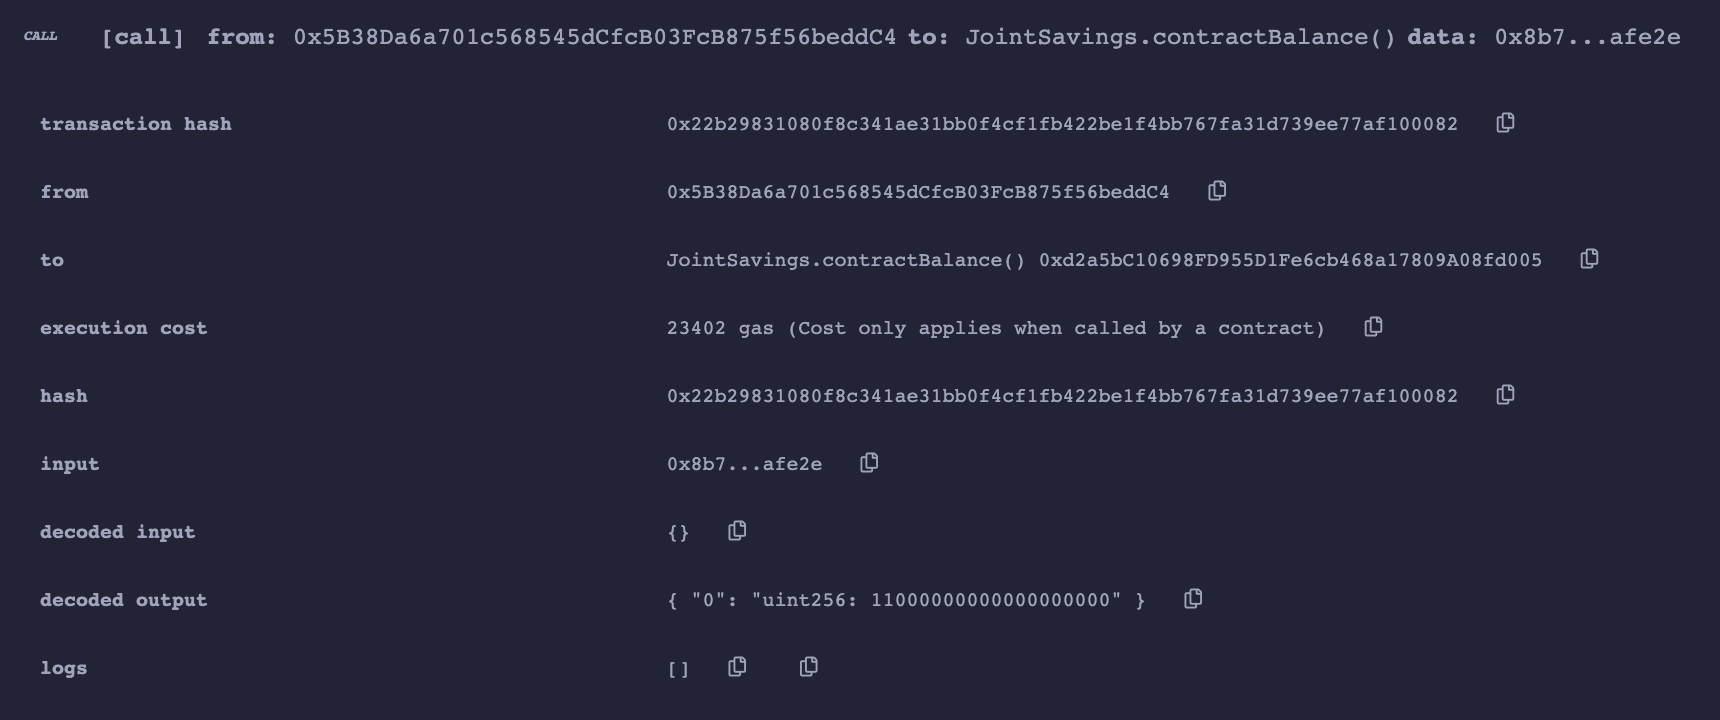 CALL [call] from: 0x5B38Da6a701c568545dCfcB03FcB875f56beddC4 to: JointSavings.contractBalance() data: 0x8b7...afe2e
transaction hash 0x22b29831080f8c341ae31bb0f4cf1fb422be1f4bb767fa31d739ee77af100082
from 0x5B38Da6a701c568545dCfcB03FcB875f56beddC4
to JointSavings.contractBalance() 0xd2a5bC10698FD955D1Fe6cb468a17809A08fd005
execution cost 23402 gas (Cost only applies when called by a contract)
hash 0x22b29831080f8c341ae31bb0f4cf1fb422be1f4bb767fa31d739ee77af100082
input 0x8b7...afe2e
decoded input {}
decoded output { "0": "uint256: 11000000000000000000" }
logs []